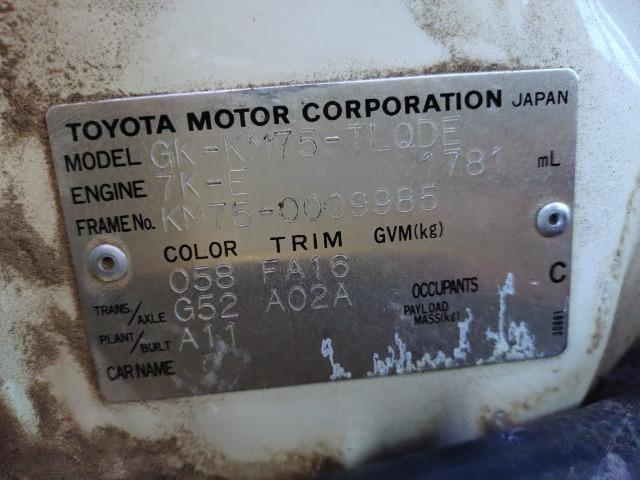 TOYOTA MOTOR CORPORATION JAPAN
MODEL GK-KM75-TLQDE
ENGINE 7K-E 1781 mL
FRAME No. KM75-0009985
COLOR TRIM GVM(kg)
058 FA16
TRANS/AXLE G52 A02A OCCUPANTS C
PLANT/BUILT A11 PAYLOAD MASS(kg)
CAR NAME